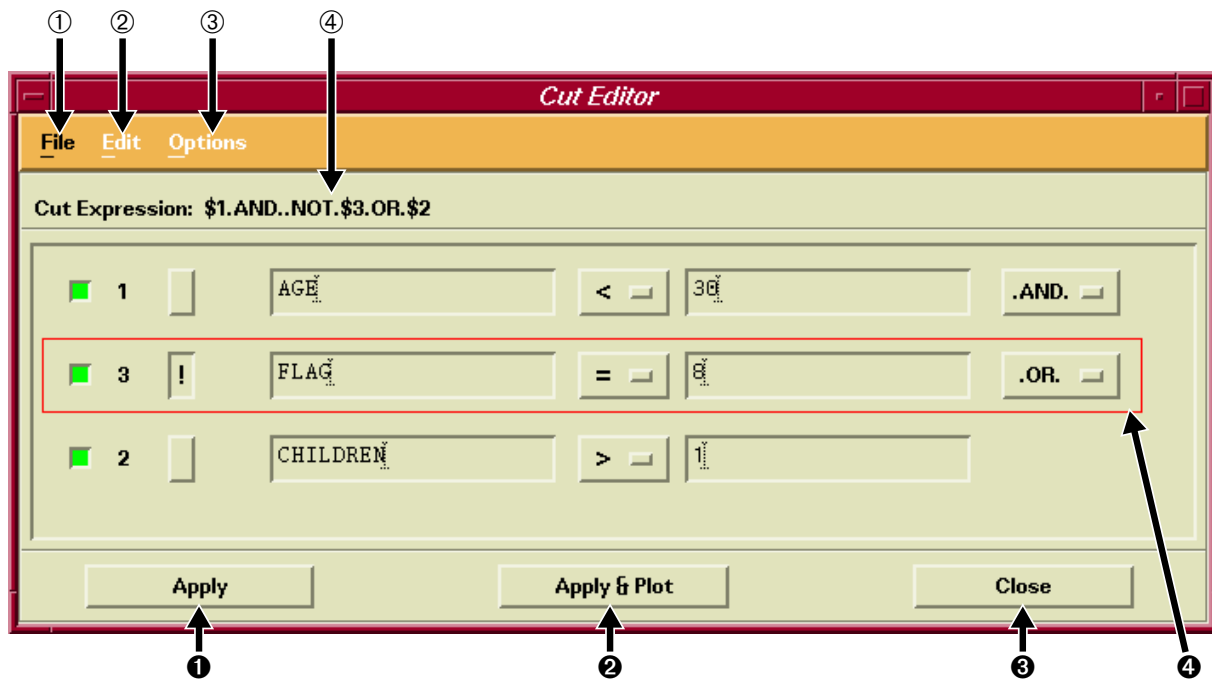 ① ② ③ ④
Cut Editor
File Edit Options
Cut Expression: $1.AND..NOT.$3.OR.$2
1 AGE < 30 .AND.
3 ! FLAG = 8 .OR.
2 CHILDREN > 1
Apply Apply & Plot Close
❶ ❷ ❸ ❹